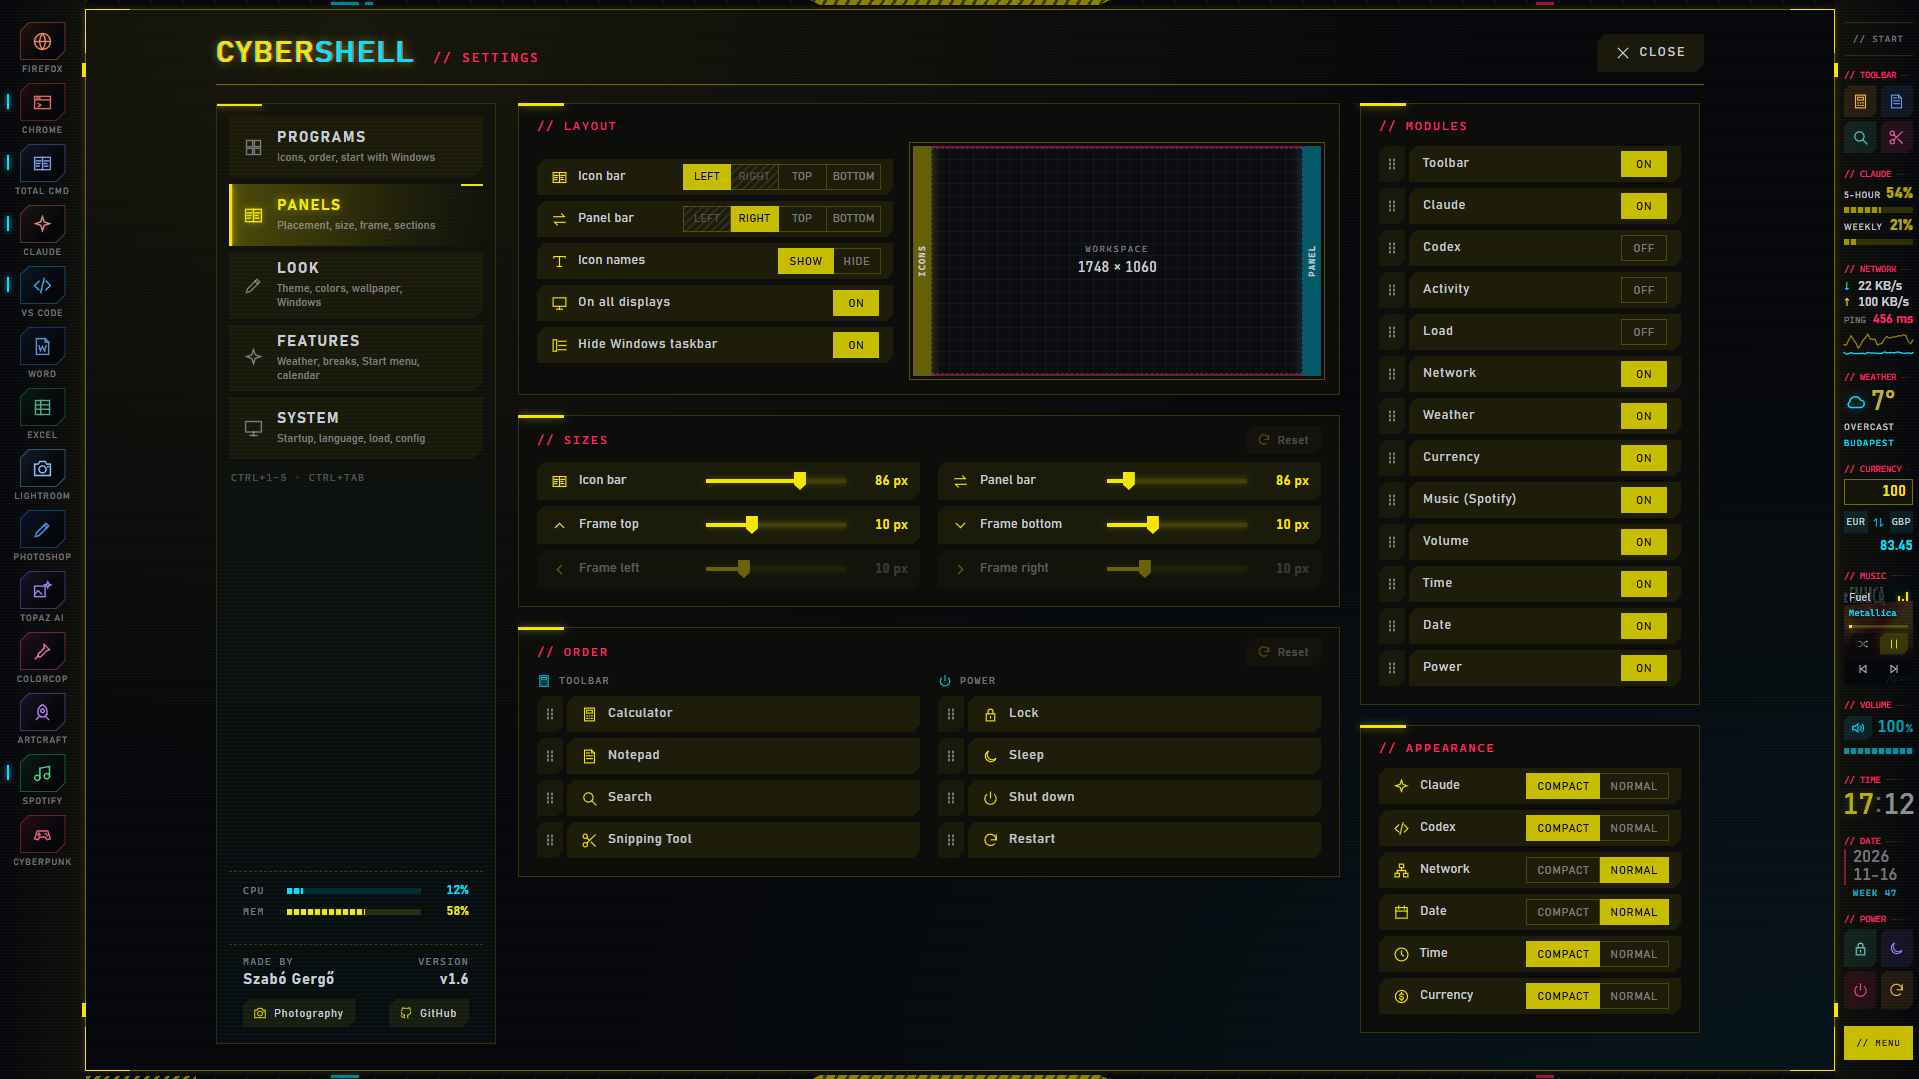 FIREFOX
CHROME
TOTAL CMD
CLAUDE
VS CODE
WORD
EXCEL
LIGHTROOM
PHOTOSHOP
TOPAZ AI
COLORCOP
ARTCRAFT
SPOTIFY
CYBERPUNK
CYBERSHELL // SETTINGS
CLOSE
PROGRAMS
Icons, order, start with Windows
PANELS
Placement, size, frame, sections
LOOK
Theme, colors, wallpaper,
Windows
FEATURES
Weather, breaks, Start menu,
calendar
SYSTEM
Startup, language, load, config
CTRL+1-5 · CTRL+TAB
CPU 12%
MEM 58%
MADE BY VERSION
Szabó Gergő v1.6
Photography GitHub
// LAYOUT
Icon bar LEFT RIGHT TOP BOTTOM
Panel bar LEFT RIGHT TOP BOTTOM
Icon names SHOW HIDE
On all displays ON
Hide Windows taskbar ON
ICONS
WORKSPACE
1748 × 1060
PANEL
// SIZES Reset
Icon bar 86 px
Panel bar 86 px
Frame top 10 px
Frame bottom 10 px
Frame left 10 px
Frame right 10 px
// ORDER Reset
TOOLBAR
Calculator
Notepad
Search
Snipping Tool
POWER
Lock
Sleep
Shut down
Restart
// MODULES
Toolbar ON
Claude ON
Codex OFF
Activity OFF
Load OFF
Network ON
Weather ON
Currency ON
Music (Spotify) ON
Volume ON
Time ON
Date ON
Power ON
// APPEARANCE
Claude COMPACT NORMAL
Codex COMPACT NORMAL
Network COMPACT NORMAL
Date COMPACT NORMAL
Time COMPACT NORMAL
Currency COMPACT NORMAL
// START
// TOOLBAR
// CLAUDE
5-HOUR 54%
WEEKLY 21%
// NETWORK
↓ 22 KB/s
↑ 100 KB/s
PING 456 ms
// WEATHER
7°
OVERCAST
BUDAPEST
// CURRENCY
100
EUR GBP
83.45
// MUSIC
Fuel
Metallica
// VOLUME
100%
// TIME
17:12
// DATE
2026
11-16
WEEK 47
// POWER
// MENU